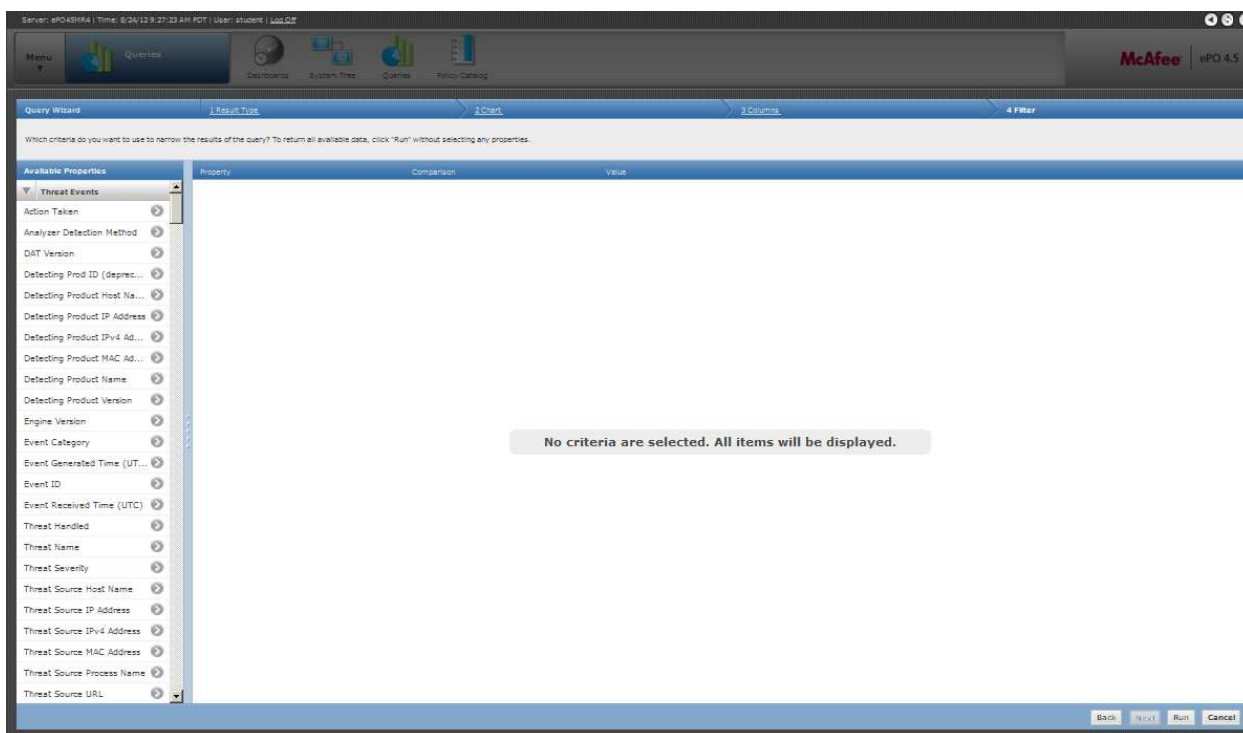 Server: ePO45MR4 | Time: 8/24/12 9:27:23 AM PDT | User: student | Log Off
Menu
Queries
Dashboards
System Tree
Queries
Policy Catalog
McAfee
ePO 4.5
Query Wizard
1 Result Type
2 Chart
3 Columns
4 Filter
Which criteria do you want to use to narrow the results of the query? To return all available data, click "Run" without selecting any properties.
Available Properties
Property
Comparison
Value
Threat Events
Action Taken
Analyzer Detection Method
DAT Version
Detecting Prod ID (deprec...
Detecting Product Host Na...
Detecting Product IP Address
Detecting Product IPv4 Ad...
Detecting Product MAC Ad...
Detecting Product Name
Detecting Product Version
Engine Version
Event Category
No criteria are selected. All items will be displayed.
Event Generated Time (UT...
Event ID
Event Received Time (UTC)
Threat Handled
Threat Name
Threat Severity
Threat Source Host Name
Threat Source IP Address
Threat Source IPv4 Address
Threat Source MAC Address
Threat Source Process Name
Threat Source URL
Back
Next
Run
Cancel